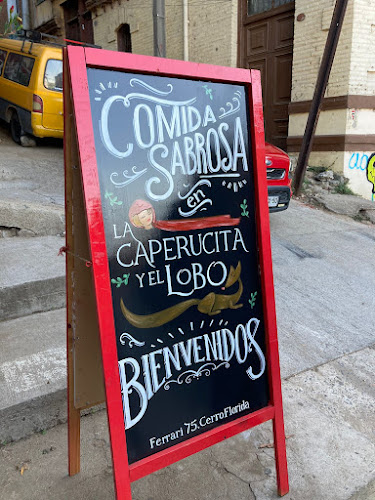 COMIDA
SABROSA
en
LA
CAPERUCITA
Y EL LOBO
BIENVENIDOS
Ferrari 75. Cerro Florida